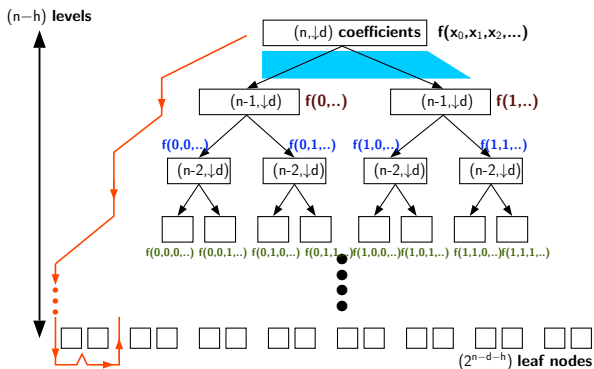 (n−h) levels
(n,↓d) coefficients f(x₀,x₁,x₂,...)
(n-1,↓d) f(0,..) (n-1,↓d) f(1,..)
f(0,0,..) f(0,1,..) f(1,0,..) f(1,1,..)
(n-2,↓d) (n-2,↓d) (n-2,↓d) (n-2,↓d)
f(0,0,0,..) f(0,0,1,..) f(0,1,0,..) f(0,1,1,..) f(1,0,0,..) f(1,0,1,..) f(1,1,0,..) f(1,1,1,..)
(2ⁿ⁻ᵈ⁻ʰ) leaf nodes